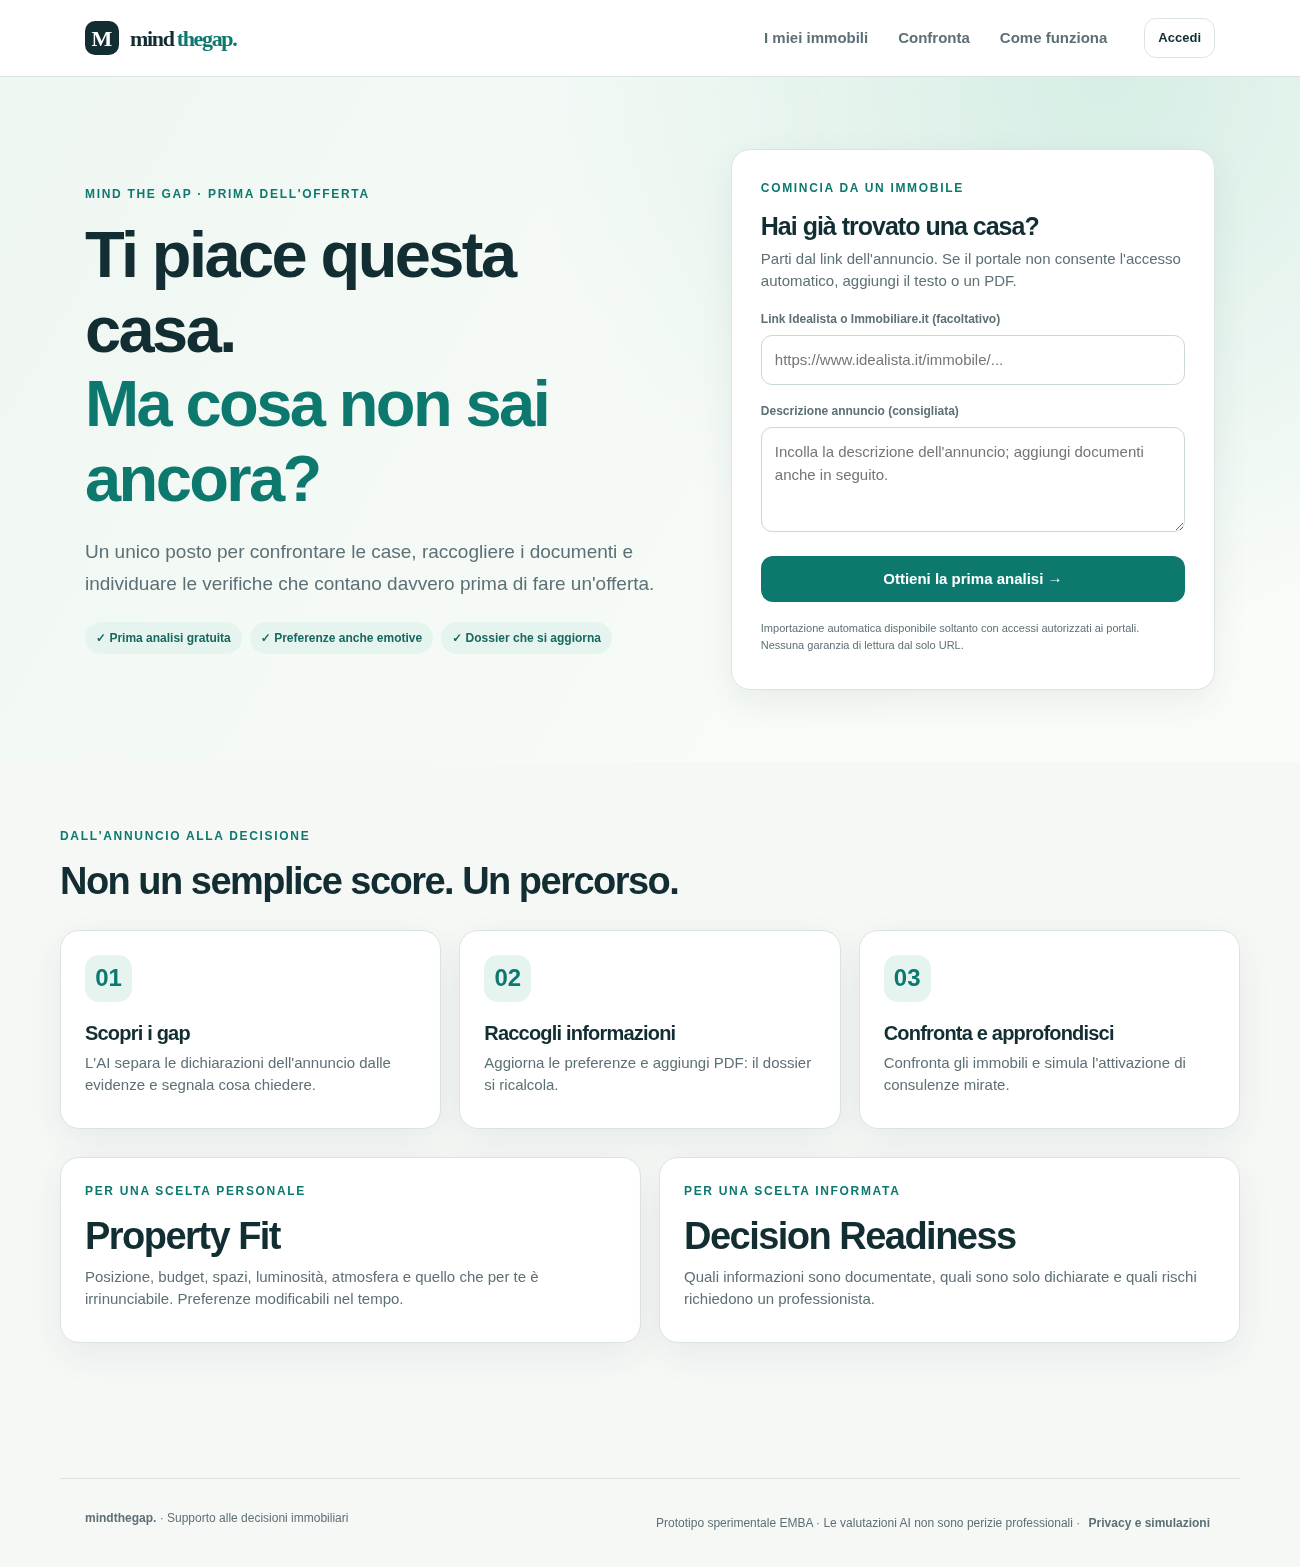 M mindthegap.
I miei immobili Confronta Come funziona Accedi
MIND THE GAP · PRIMA DELL'OFFERTA
Ti piace questa
casa.
Ma cosa non sai
ancora?
Un unico posto per confrontare le case, raccogliere i documenti e
individuare le verifiche che contano davvero prima di fare un'offerta.
✓ Prima analisi gratuita ✓ Preferenze anche emotive ✓ Dossier che si aggiorna
COMINCIA DA UN IMMOBILE
Hai già trovato una casa?
Parti dal link dell'annuncio. Se il portale non consente l'accesso
automatico, aggiungi il testo o un PDF.
Link Idealista o Immobiliare.it (facoltativo)
https://www.idealista.it/immobile/...
Descrizione annuncio (consigliata)
Incolla la descrizione dell'annuncio; aggiungi documenti
anche in seguito.
Ottieni la prima analisi →
Importazione automatica disponibile soltanto con accessi autorizzati ai portali.
Nessuna garanzia di lettura dal solo URL.
DALL'ANNUNCIO ALLA DECISIONE
Non un semplice score. Un percorso.
01
Scopri i gap
L'AI separa le dichiarazioni dell'annuncio dalle
evidenze e segnala cosa chiedere.
02
Raccogli informazioni
Aggiorna le preferenze e aggiungi PDF: il dossier
si ricalcola.
03
Confronta e approfondisci
Confronta gli immobili e simula l'attivazione di
consulenze mirate.
PER UNA SCELTA PERSONALE
Property Fit
Posizione, budget, spazi, luminosità, atmosfera e quello che per te è
irrinunciabile. Preferenze modificabili nel tempo.
PER UNA SCELTA INFORMATA
Decision Readiness
Quali informazioni sono documentate, quali sono solo dichiarate e quali rischi
richiedono un professionista.
mindthegap. · Supporto alle decisioni immobiliari
Prototipo sperimentale EMBA · Le valutazioni AI non sono perizie professionali · Privacy e simulazioni